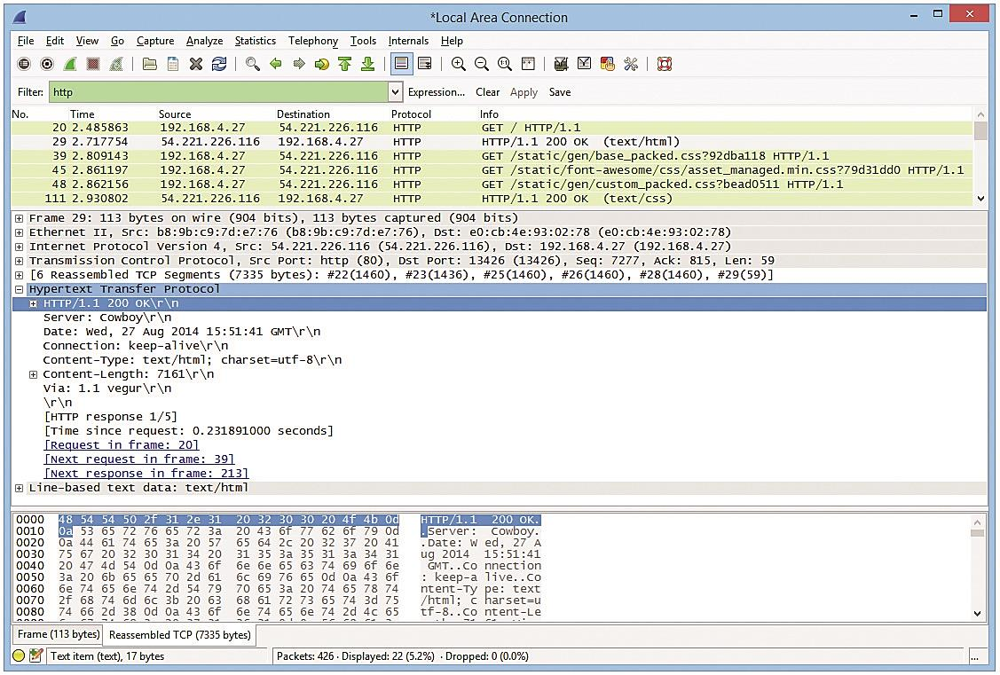 *Local Area Connection
File Edit View Go Capture Analyze Statistics Telephony Tools Internals Help
Filter: http Expression... Clear Apply Save
No. Time Source Destination Protocol Info
20 2.485863 192.168.4.27 54.221.226.116 HTTP GET / HTTP/1.1
29 2.717754 54.221.226.116 192.168.4.27 HTTP HTTP/1.1 200 OK (text/html)
39 2.809143 192.168.4.27 54.221.226.116 HTTP GET /static/gen/base_packed.css?92dba118 HTTP/1.1
45 2.861197 192.168.4.27 54.221.226.116 HTTP GET /static/font-awesome/css/asset_managed.min.css?79d31dd0 HTTP/1.1
48 2.862156 192.168.4.27 54.221.226.116 HTTP GET /static/gen/custom_packed.css?bead0511 HTTP/1.1
111 2.930802 54.221.226.116 192.168.4.27 HTTP HTTP/1.1 200 OK (text/css)
Frame 29: 113 bytes on wire (904 bits), 113 bytes captured (904 bits)
Ethernet II, Src: b8:9b:c9:7d:e7:76 (b8:9b:c9:7d:e7:76), Dst: e0:cb:4e:93:02:78 (e0:cb:4e:93:02:78)
Internet Protocol Version 4, Src: 54.221.226.116 (54.221.226.116), Dst: 192.168.4.27 (192.168.4.27)
Transmission Control Protocol, Src Port: http (80), Dst Port: 13426 (13426), Seq: 7277, Ack: 815, Len: 59
[6 Reassembled TCP Segments (7335 bytes): #22(1460), #23(1436), #25(1460), #26(1460), #28(1460), #29(59)]
Hypertext Transfer Protocol
HTTP/1.1 200 OK\r\n
Server: Cowboy\r\n
Date: Wed, 27 Aug 2014 15:51:41 GMT\r\n
Connection: keep-alive\r\n
Content-Type: text/html; charset=utf-8\r\n
Content-Length: 7161\r\n
Via: 1.1 vegur\r\n
\r\n
[HTTP response 1/5]
[Time since request: 0.231891000 seconds]
[Request in frame: 20]
[Next request in frame: 39]
[Next response in frame: 213]
Line-based text data: text/html
0000 48 54 54 50 2f 31 2e 31 20 32 30 30 20 4f 4b 0d HTTP/1.1 200 OK.
0010 0a 53 65 72 76 65 72 3a 20 43 6f 77 62 6f 79 0d .Server: Cowboy.
0020 0a 44 61 74 65 3a 20 57 65 64 2c 20 32 37 20 41 .Date: W ed, 27 A
0030 75 67 20 32 30 31 34 20 31 35 3a 35 31 3a 34 31 ug 2014 15:51:41
0040 20 47 4d 54 0d 0a 43 6f 6e 6e 65 63 74 69 6f 6e GMT..Co nnection
0050 3a 20 6b 65 65 70 2d 61 6c 69 76 65 0d 0a 43 6f : keep-a live..Co
0060 6e 74 65 6e 74 2d 54 79 70 65 3a 20 74 65 78 74 ntent-Ty pe: text
0070 2f 68 74 6d 6c 3b 20 63 68 61 72 73 65 74 3d 75 /html; c harset=u
0080 74 66 2d 38 0d 0a 43 6f 6e 74 65 6e 74 2d 4c 65 tf-8..Co ntent-Le
Frame (113 bytes) Reassembled TCP (7335 bytes)
Text item (text), 17 bytes Packets: 426 · Displayed: 22 (5.2%) · Dropped: 0 (0.0%) ...